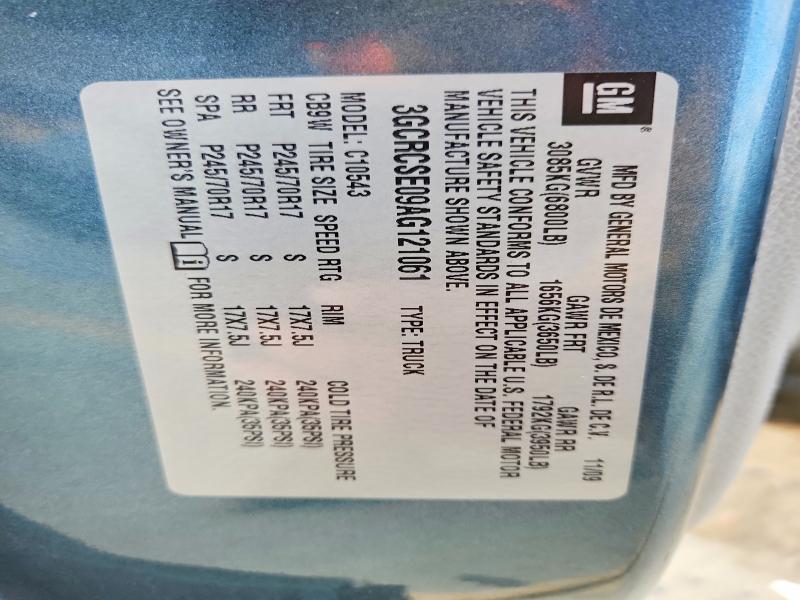 GM®
MFD BY GENERAL MOTORS DE MEXICO, S. DE R.L. DE C.V. 11/09
GVWR GAWR FRT GAWR RR
3085KG(6800LB) 1656KG(3650LB) 1792KG(3950LB)
THIS VEHICLE CONFORMS TO ALL APPLICABLE U.S. FEDERAL MOTOR
VEHICLE SAFETY STANDARDS IN EFFECT ON THE DATE OF
MANUFACTURE SHOWN ABOVE.
3GCRCSE09AG121061 TYPE: TRUCK
MODEL: C10543
CB9W TIRE SIZE SPEED RTG RIM COLD TIRE PRESSURE
FRT P245/70R17 S 17X7.5J 240KPA(35PSI)
RR P245/70R17 S 17X7.5J 240KPA(35PSI)
SPA P245/70R17 S 17X7.5J 240KPA(35PSI)
SEE OWNER'S MANUAL FOR MORE INFORMATION.